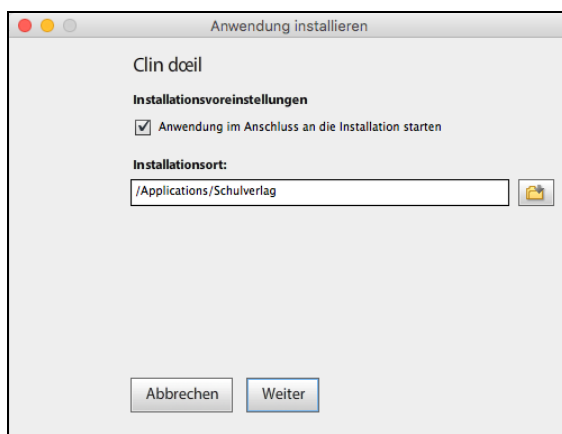 Anwendung installieren
Clin dœil
Installationsvoreinstellungen
Anwendung im Anschluss an die Installation starten
Installationsort:
/Applications/Schulverlag
Abbrechen Weiter